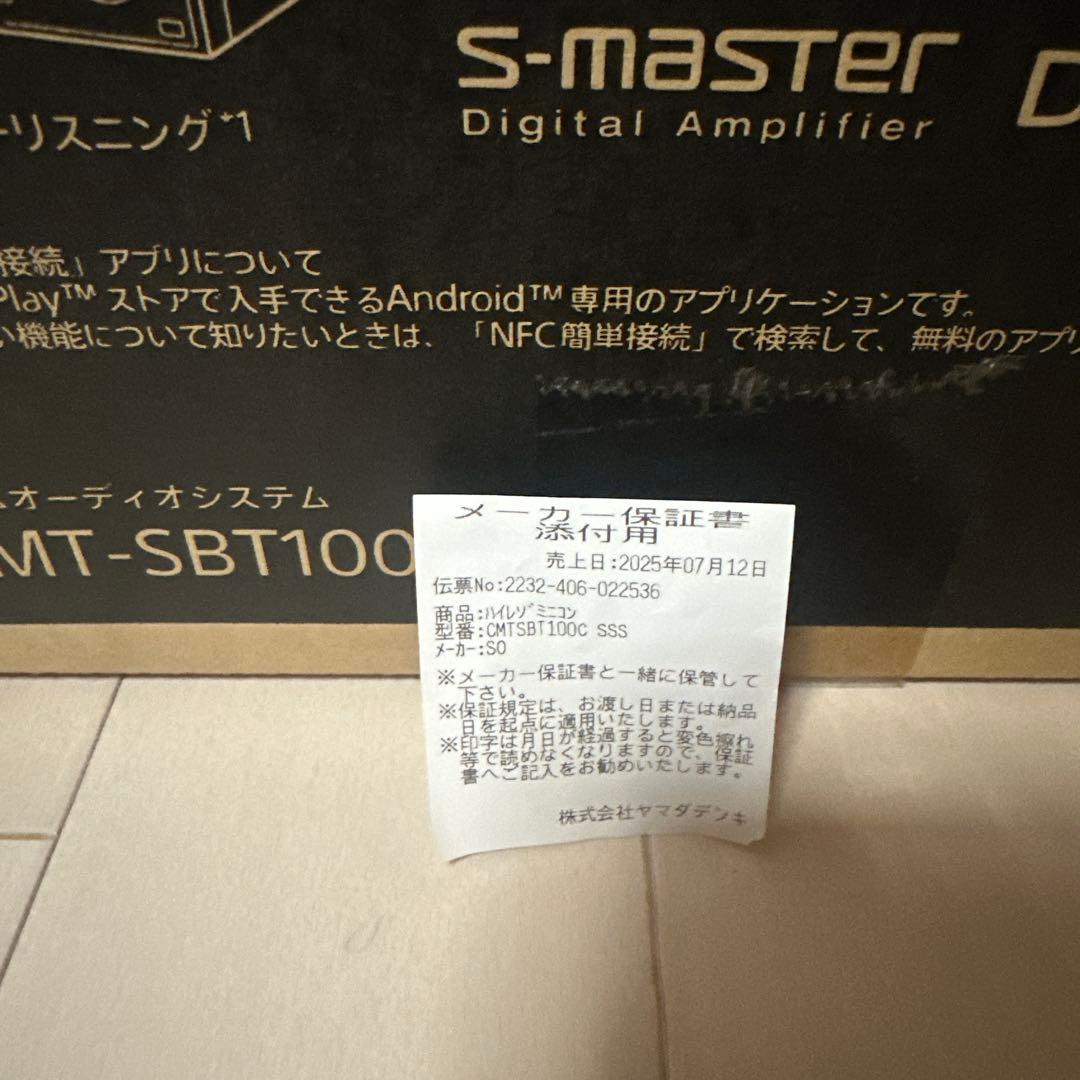 S-master
Digital Amplifier
D
リスニング*1
接続」アプリについて
Play™ ストアで入手できるAndroid™専用のアプリケーションです。
い機能について知りたいときは、「NFC簡単接続」で検索して、無料のアプリ
オーディオシステム
MT-SBT100
メーカー保証書
添付用
売上日:2025年07月12日
伝票No:2232-406-022536
商品:ﾊｲﾚｿﾞﾐﾆｺﾝ
型番:CMTSBT100C SSS
ﾒｰｶｰ:SO
※メーカー保証書と一緒に保管して
下さい。
※保証規定は、お渡し日または納品
日を起点に適用いたします。
※印字は月日が経過すると変色擦れ
等で読めなくなりますので、保証
書へご記入をお勧めいたします。
株式会社ヤマダデンキ